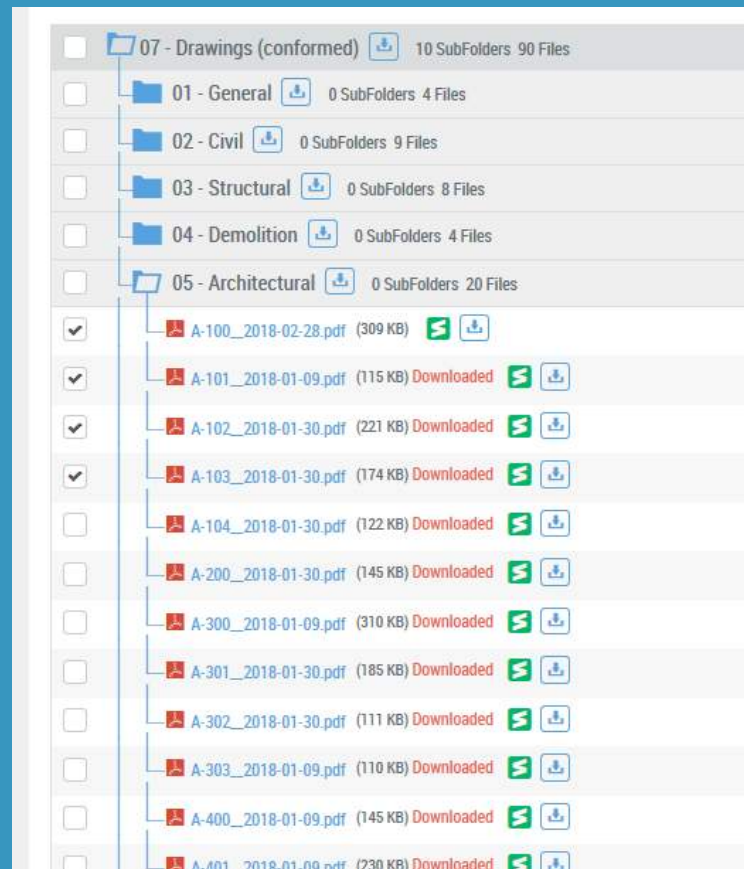 07 - Drawings (conformed) 10 SubFolders 90 Files
01 - General 0 SubFolders 4 Files
02 - Civil 0 SubFolders 9 Files
03 - Structural 0 SubFolders 8 Files
04 - Demolition 0 SubFolders 4 Files
05 - Architectural 0 SubFolders 20 Files
A-100__2018-02-28.pdf (309 KB)
A-101__2018-01-09.pdf (115 KB) Downloaded
A-102__2018-01-30.pdf (221 KB) Downloaded
A-103__2018-01-30.pdf (174 KB) Downloaded
A-104__2018-01-30.pdf (122 KB) Downloaded
A-200__2018-01-30.pdf (145 KB) Downloaded
A-300__2018-01-09.pdf (310 KB) Downloaded
A-301__2018-01-30.pdf (185 KB) Downloaded
A-302__2018-01-30.pdf (111 KB) Downloaded
A-303__2018-01-09.pdf (110 KB) Downloaded
A-400__2018-01-09.pdf (145 KB) Downloaded
A-401__2018-01-09.pdf (230 KB) Downloaded